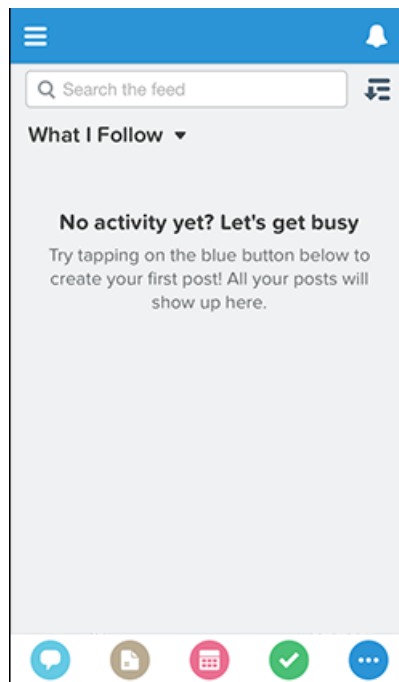 Search the feed
What I Follow
No activity yet? Let's get busy
Try tapping on the blue button below to
create your first post! All your posts will
show up here.